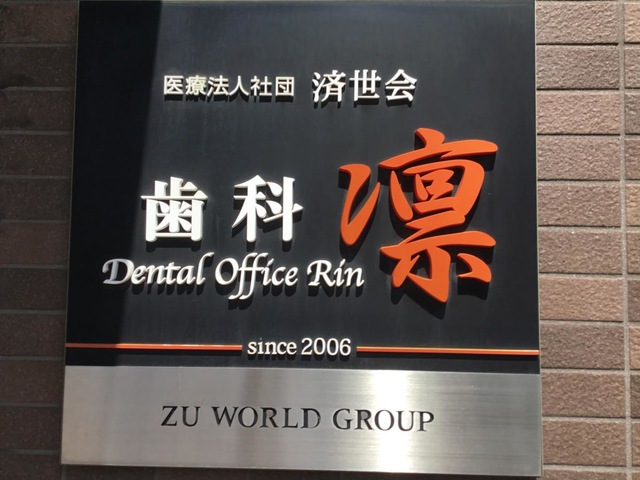 医療法人社団 済世会
歯科 凛
Dental Office Rin
since 2006
ZU WORLD GROUP